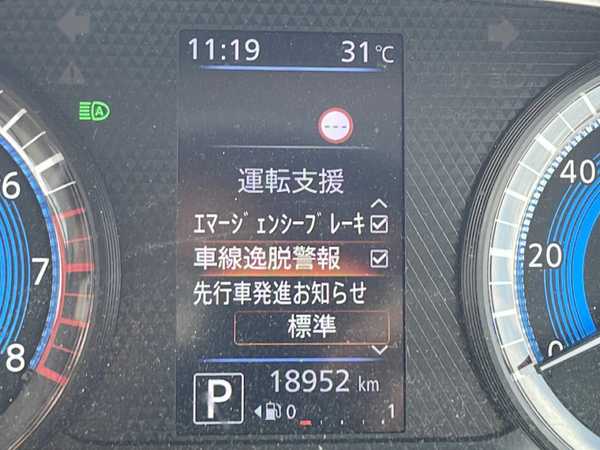 11:19 31℃
A
---
運転支援
ｴﾏｰｼﾞｪﾝｼｰﾌﾞﾚｰｷ
車線逸脱警報
先行車発進お知らせ
標準
P 18952 km
0 1
6
7
8
40
20
0